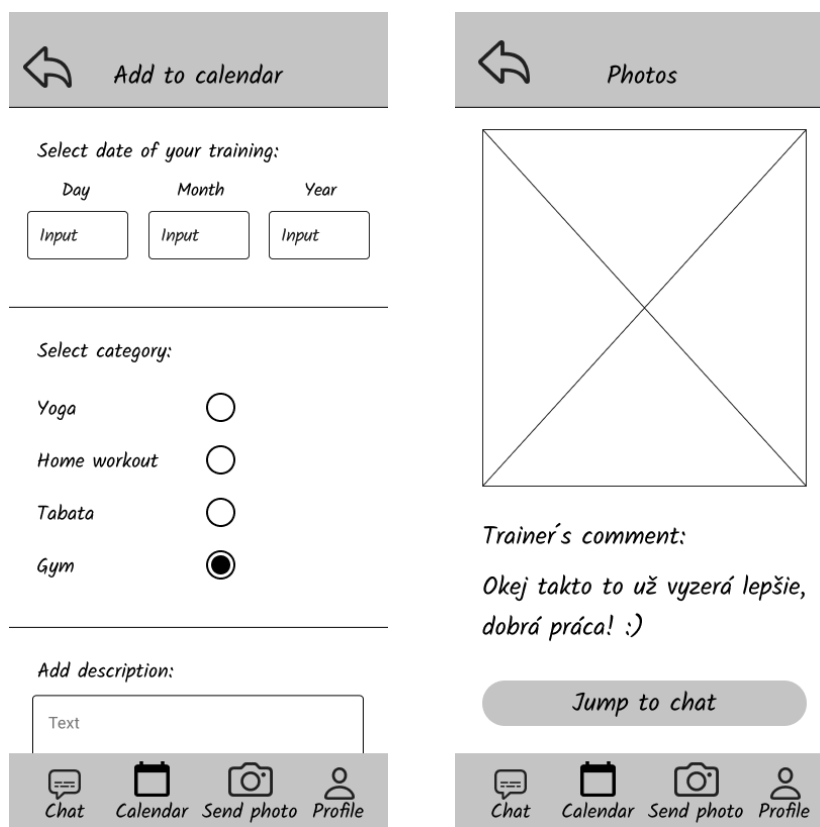 Add to calendar
Select date of your training:
Day Month Year
Input Input Input
Select category:
Yoga
Home workout
Tabata
Gym
Add description:
Text
Chat Calendar Send photo Profile
Photos
Trainer´s comment:
Okej takto to už vyzerá lepšie,
dobrá práca! :)
Jump to chat
Chat Calendar Send photo Profile